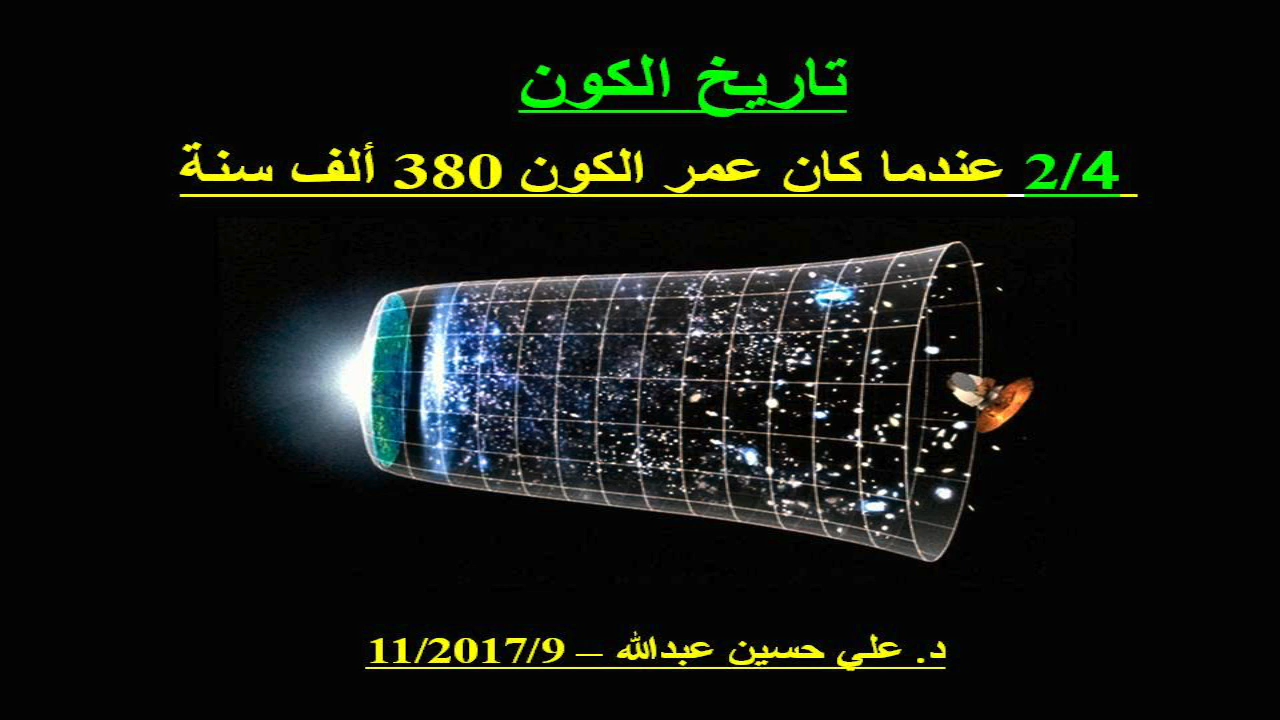 تاريخ الكون
2/4 عندما كان عمر الكون 380 ألف سنة
د. علي حسين عبدالله – 11/2017/9